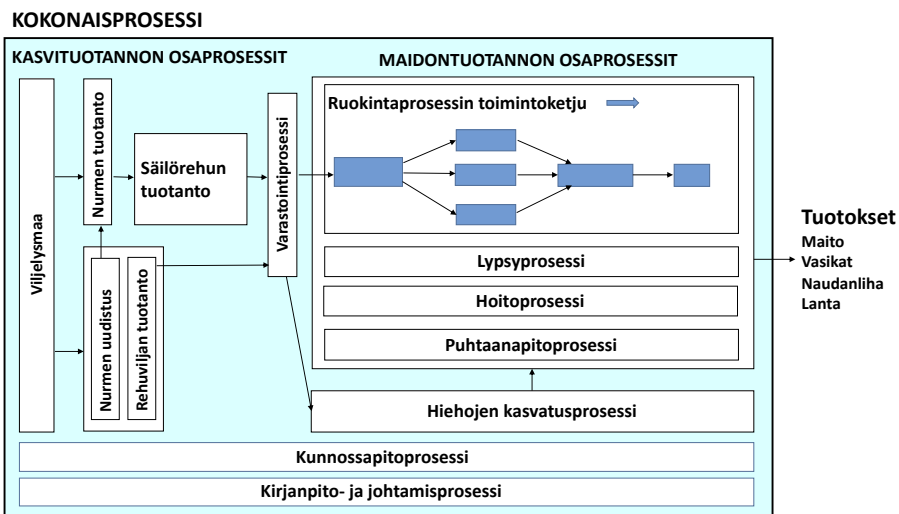 KOKONAISPROSESSI
KASVITUOTANNON OSAPROSESSIT
MAIDONTUOTANNON OSAPROSESSIT
Viljelysmaa
Nurmen tuotanto
Säilörehun
tuotanto
Nurmen uudistus
Rehuviljan tuotanto
Varastointiprosessi
Ruokintaprosessin toimintoketju
Lypsyprosessi
Hoitoprosessi
Puhtaanapitoprosessi
Hiehojen kasvatusprosessi
Kunnossapitoprosessi
Kirjanpito- ja johtamisprosessi
Tuotokset
Maito
Vasikat
Naudanliha
Lanta